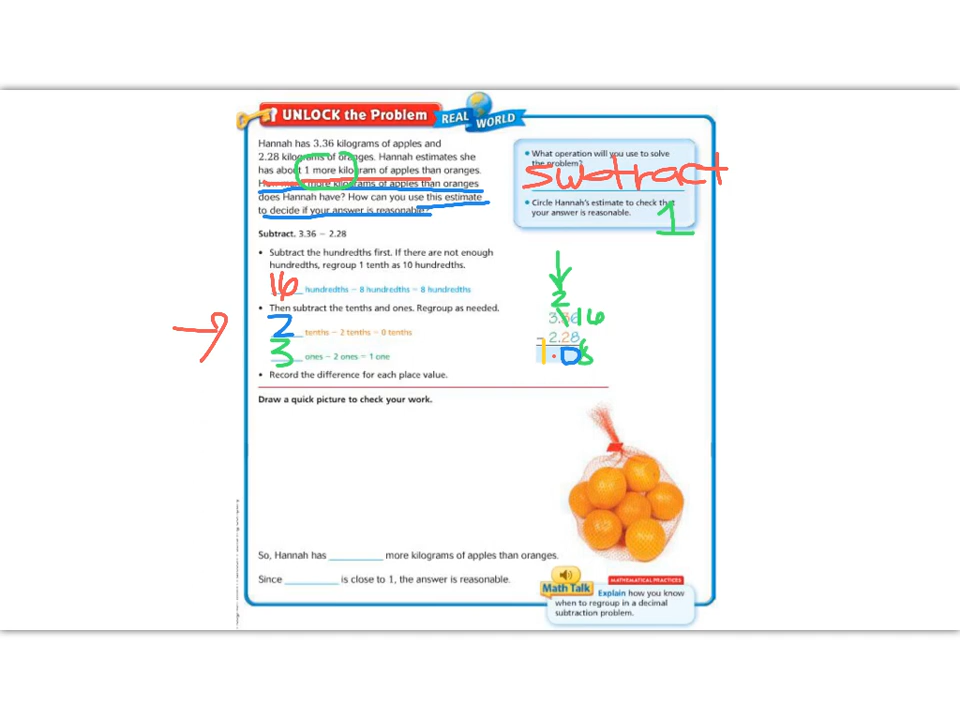 UNLOCK the Problem REAL WORLD
Hannah has 3.36 kilograms of apples and
2.28 kilograms of oranges. Hannah estimates she
has about 1 more kilogram of apples than oranges.
How many more kilograms of apples than oranges
does Hannah have? How can you use this estimate
to decide if your answer is reasonable?
• What operation will you use to solve
the problem?
subtract
• Circle Hannah's estimate to check that
your answer is reasonable.
1
Subtract. 3.36 − 2.28
• Subtract the hundredths first. If there are not enough
hundredths, regroup 1 tenth as 10 hundredths.
16 hundredths − 8 hundredths = 8 hundredths
• Then subtract the tenths and ones. Regroup as needed.
2 tenths − 2 tenths = 0 tenths
3 ones − 2 ones = 1 one
• Record the difference for each place value.
2
3.36 16
− 2.28
1.08
Draw a quick picture to check your work.
So, Hannah has ________ more kilograms of apples than oranges.
Since ________ is close to 1, the answer is reasonable.
Math Talk
MATHEMATICAL PRACTICES
Explain how you know
when to regroup in a decimal
subtraction problem.